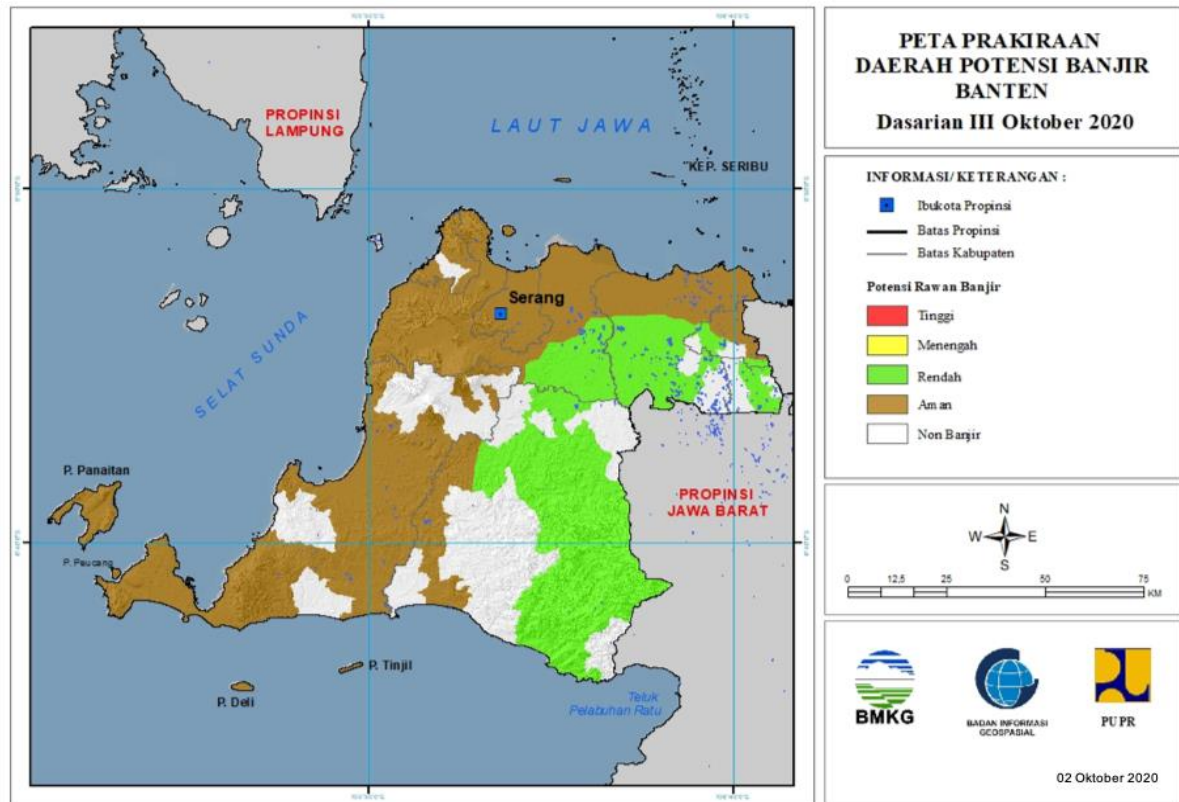 PETA PRAKIRAAN
DAERAH POTENSI BANJIR
BANTEN
Dasarian III Oktober 2020
INFORMASI/ KETERANGAN :
Ibukota Propinsi
Batas Propinsi
Batas Kabupaten
Potensi Rawan Banjir
Tinggi
Menengah
Rendah
Aman
Non Banjir
N
W E
S
0 12,5 25 50 75
KM
BMKG
BADAN INFORMASI
GEOSPASIAL
PUPR
02 Oktober 2020
PROPINSI
LAMPUNG
LAUT JAWA
KEP. SERIBU
Serang
SELAT SUNDA
P. Panaitan
P. Peucang
PROPINSI
JAWA BARAT
P. Tinjil
P. Deli
Teluk
Pelabuhan Ratu